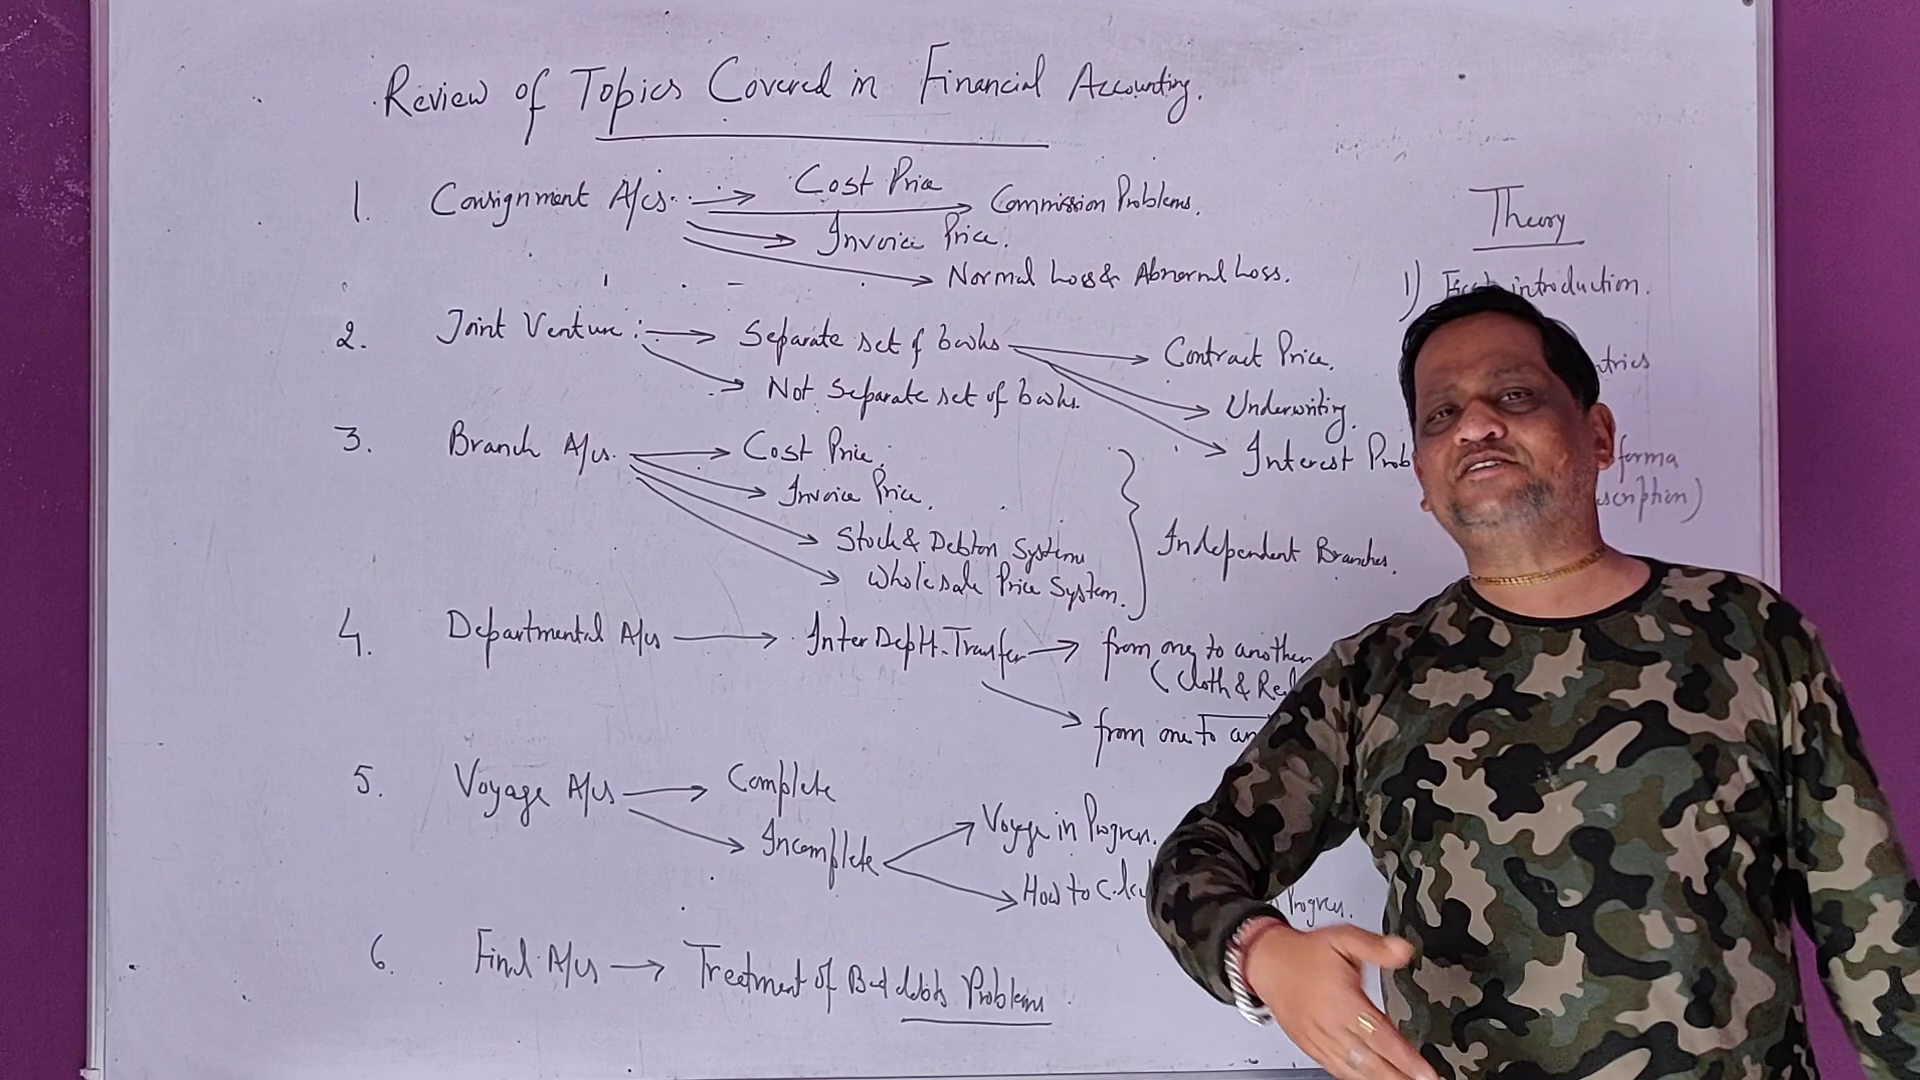 Review of Topics Covered in Financial Accounting.
1. Consignment A/cs. → Cost Price
→ Commission Problems.
→ Invoice Price.
→ Normal Loss & Abnormal Loss.
2. Joint Venture: → Separate set of books → Contract Price.
→ Underwriting.
→ Interest Prob
→ Not Separate set of books.
3. Branch A/cs. → Cost Price.
→ Invoice Price.
→ Stock & Debtors System
→ Wholesale Price System.
} Independent Branches.
4. Departmental A/cs → Inter Deptt. Transfer → from one to another
(Cloth & Re
→ from one to an
5. Voyage A/cs → Complete
→ Incomplete → Voyage in Progress.
→ How to Calcu Progress.
6. Final A/cs → Treatment of Bad debts Problems
Theory
1) introduction.
ntries
forma
scription)